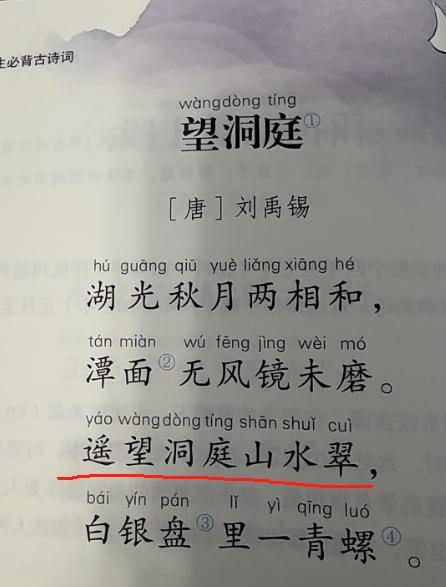 生必背古诗词
wàng dòng tíng
望洞庭①
[唐]刘禹锡
hú guāng qiū yuè liǎng xiāng hé
湖光秋月两相和，
tán miàn wú fēng jìng wèi mó
潭面②无风镜未磨。
yáo wàng dòng tíng shān shuǐ cuì
遥望洞庭山水翠，
bái yín pán lǐ yì qīng luó
白银盘③里一青螺④。